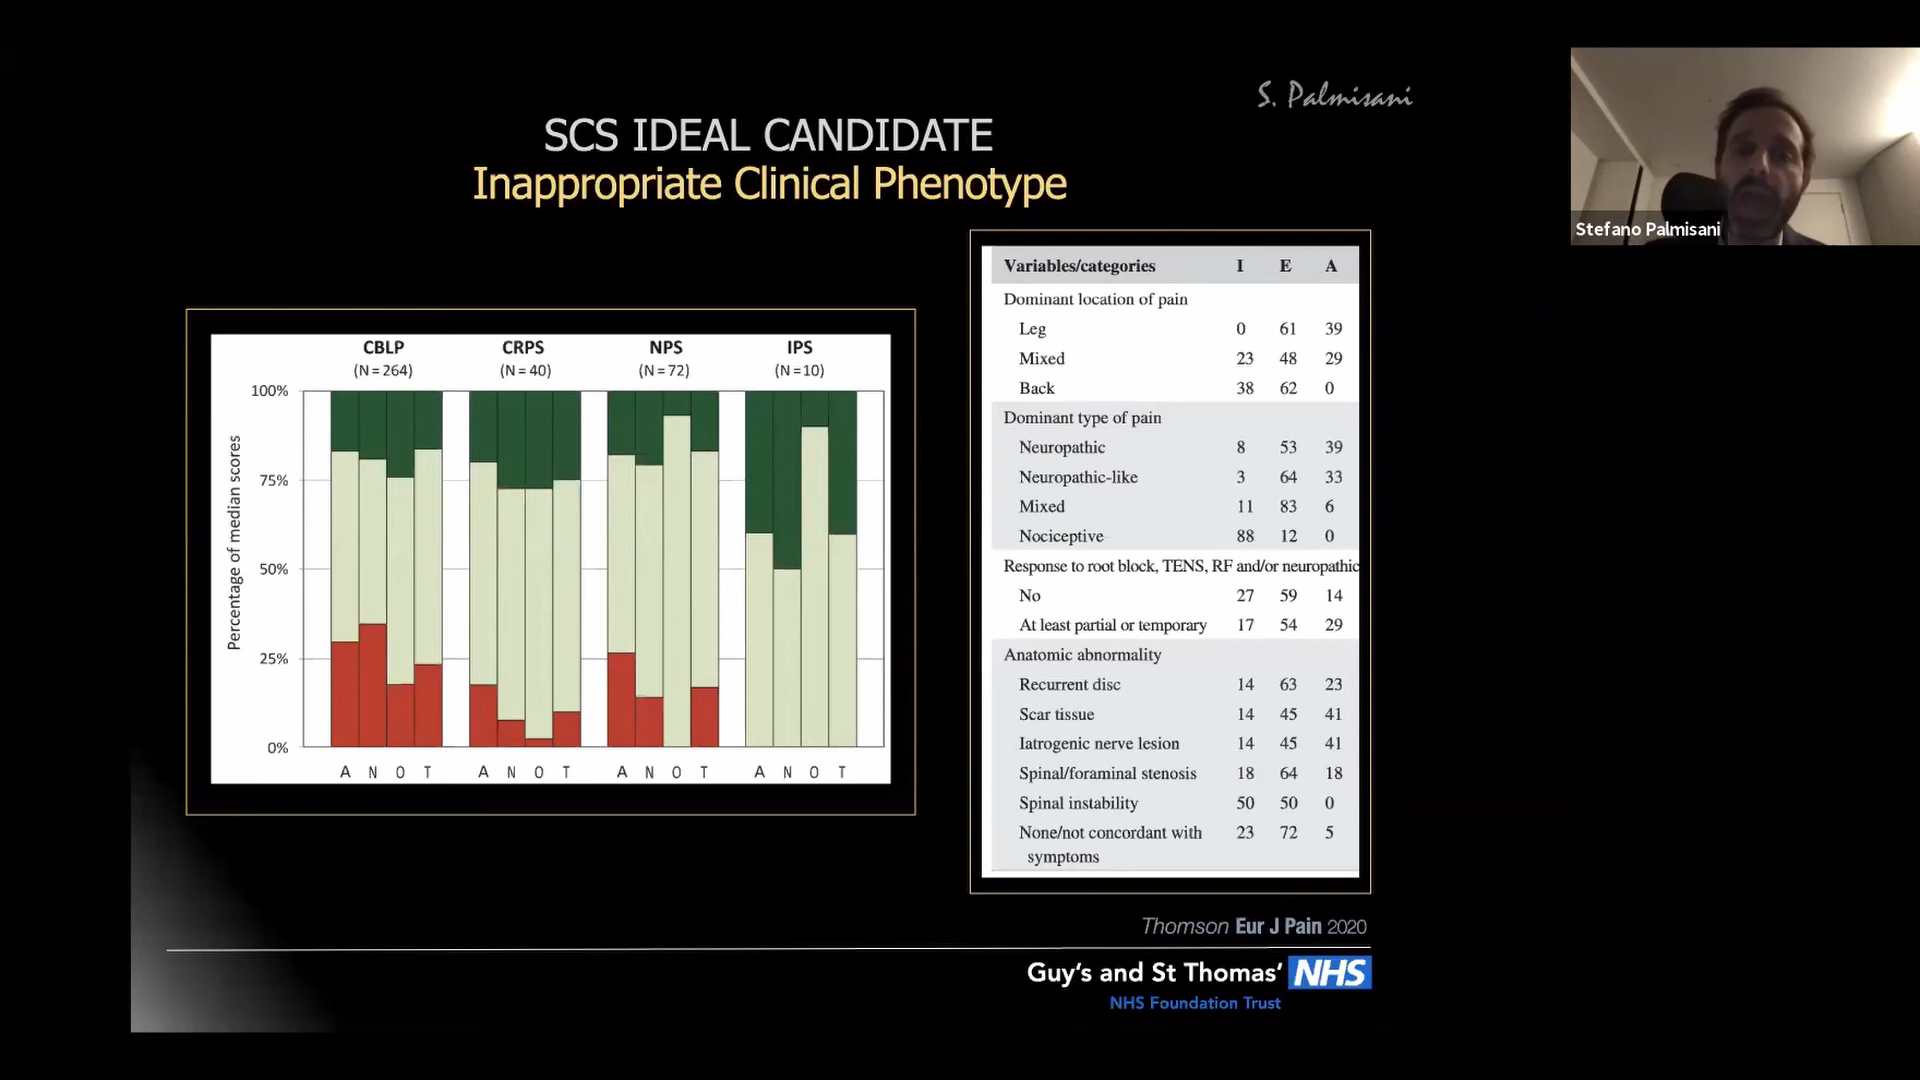 S. Palmisani
SCS IDEAL CANDIDATE
Inappropriate Clinical Phenotype
Stefano Palmisani
CBLP CRPS NPS IPS
(N = 264) (N = 40) (N = 72) (N = 10)
Percentage of median scores
100%
75%
50%
25%
0%
A N O T A N O T A N O T A N O T
Variables/categories I E A
Dominant location of pain
Leg 0 61 39
Mixed 23 48 29
Back 38 62 0
Dominant type of pain
Neuropathic 8 53 39
Neuropathic-like 3 64 33
Mixed 11 83 6
Nociceptive 88 12 0
Response to root block, TENS, RF and/or neuropathic
No 27 59 14
At least partial or temporary 17 54 29
Anatomic abnormality
Recurrent disc 14 63 23
Scar tissue 14 45 41
Iatrogenic nerve lesion 14 45 41
Spinal/foraminal stenosis 18 64 18
Spinal instability 50 50 0
None/not concordant with 23 72 5
symptoms
Thomson Eur J Pain 2020
Guy's and St Thomas' NHS
NHS Foundation Trust